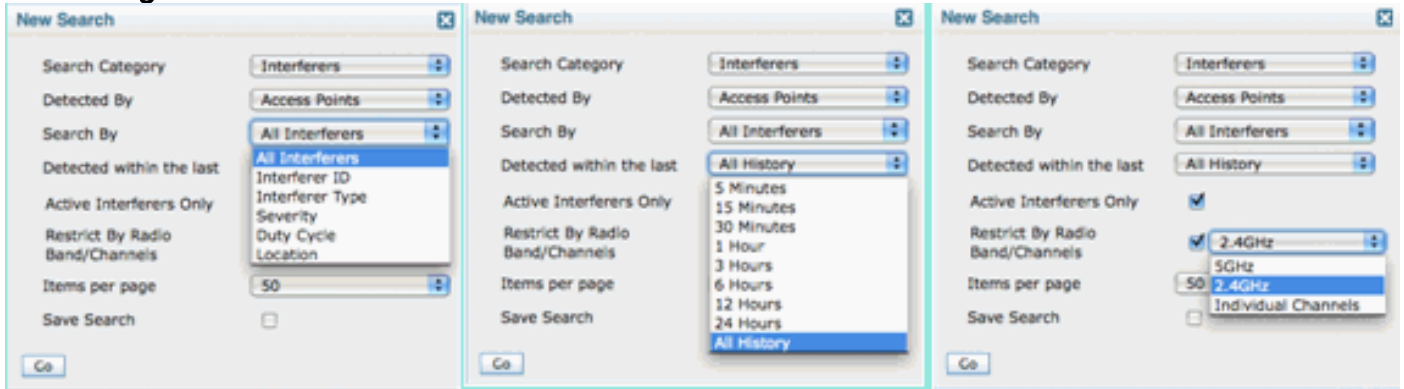 New Search
Search Category Interferers
Detected By Access Points
Search By All Interferers
All Interferers
Interferer ID
Interferer Type
Severity
Duty Cycle
Location
Detected within the last
Active Interferers Only
Restrict By Radio
Band/Channels
Items per page 50
Save Search
Go
New Search
Search Category Interferers
Detected By Access Points
Search By All Interferers
Detected within the last All History
5 Minutes
15 Minutes
30 Minutes
1 Hour
3 Hours
6 Hours
12 Hours
24 Hours
All History
Active Interferers Only
Restrict By Radio
Band/Channels
Items per page
Save Search
Go
New Search
Search Category Interferers
Detected By Access Points
Search By All Interferers
Detected within the last All History
Active Interferers Only
Restrict By Radio
Band/Channels 2.4GHz
5GHz
2.4GHz
Individual Channels
Items per page 50
Save Search
Go